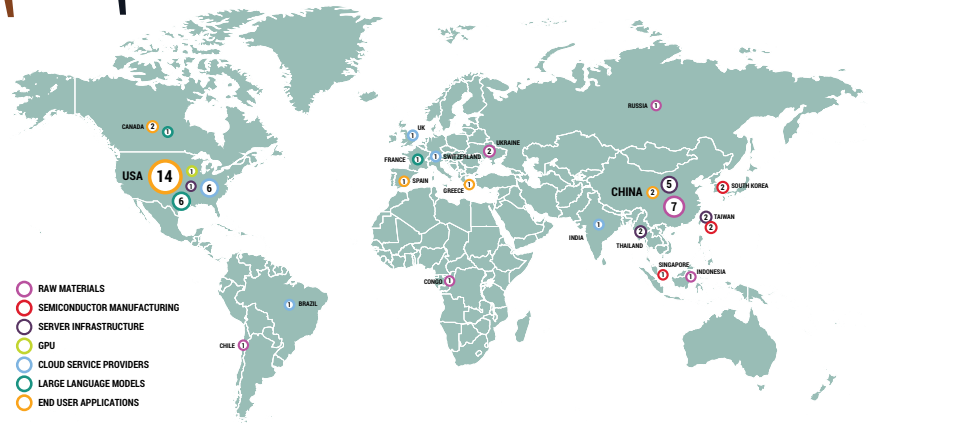 CANADA 2 1
UK
1
UKRAINE
2
FRANCE 1
1 SWITZERLAND
RUSSIA 1
USA 14
1
1
6
6
1 SPAIN
GREECE 1
CHINA 2
5
7
2 SOUTH KOREA
2 TAIWAN
2
INDIA
1
2
THAILAND
SINGAPORE
1
1 INDONESIA
CONGO 1
1 BRAZIL
CHILE 1
RAW MATERIALS
SEMICONDUCTOR MANUFACTURING
SERVER INFRASTRUCTURE
GPU
CLOUD SERVICE PROVIDERS
LARGE LANGUAGE MODELS
END USER APPLICATIONS